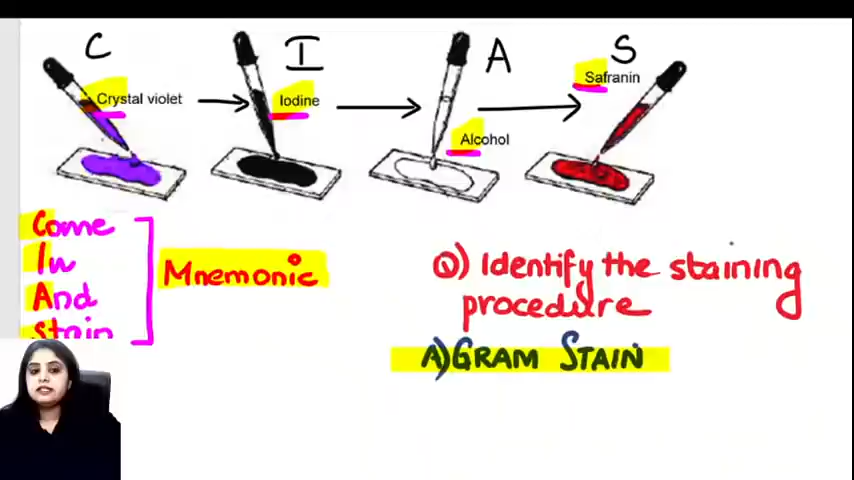 C I A S
Crystal violet
Iodine
Alcohol
Safranin
Come
In
And
Stain
Mnemonic
Q) Identify the staining
procedure
A) GRAM STAIN